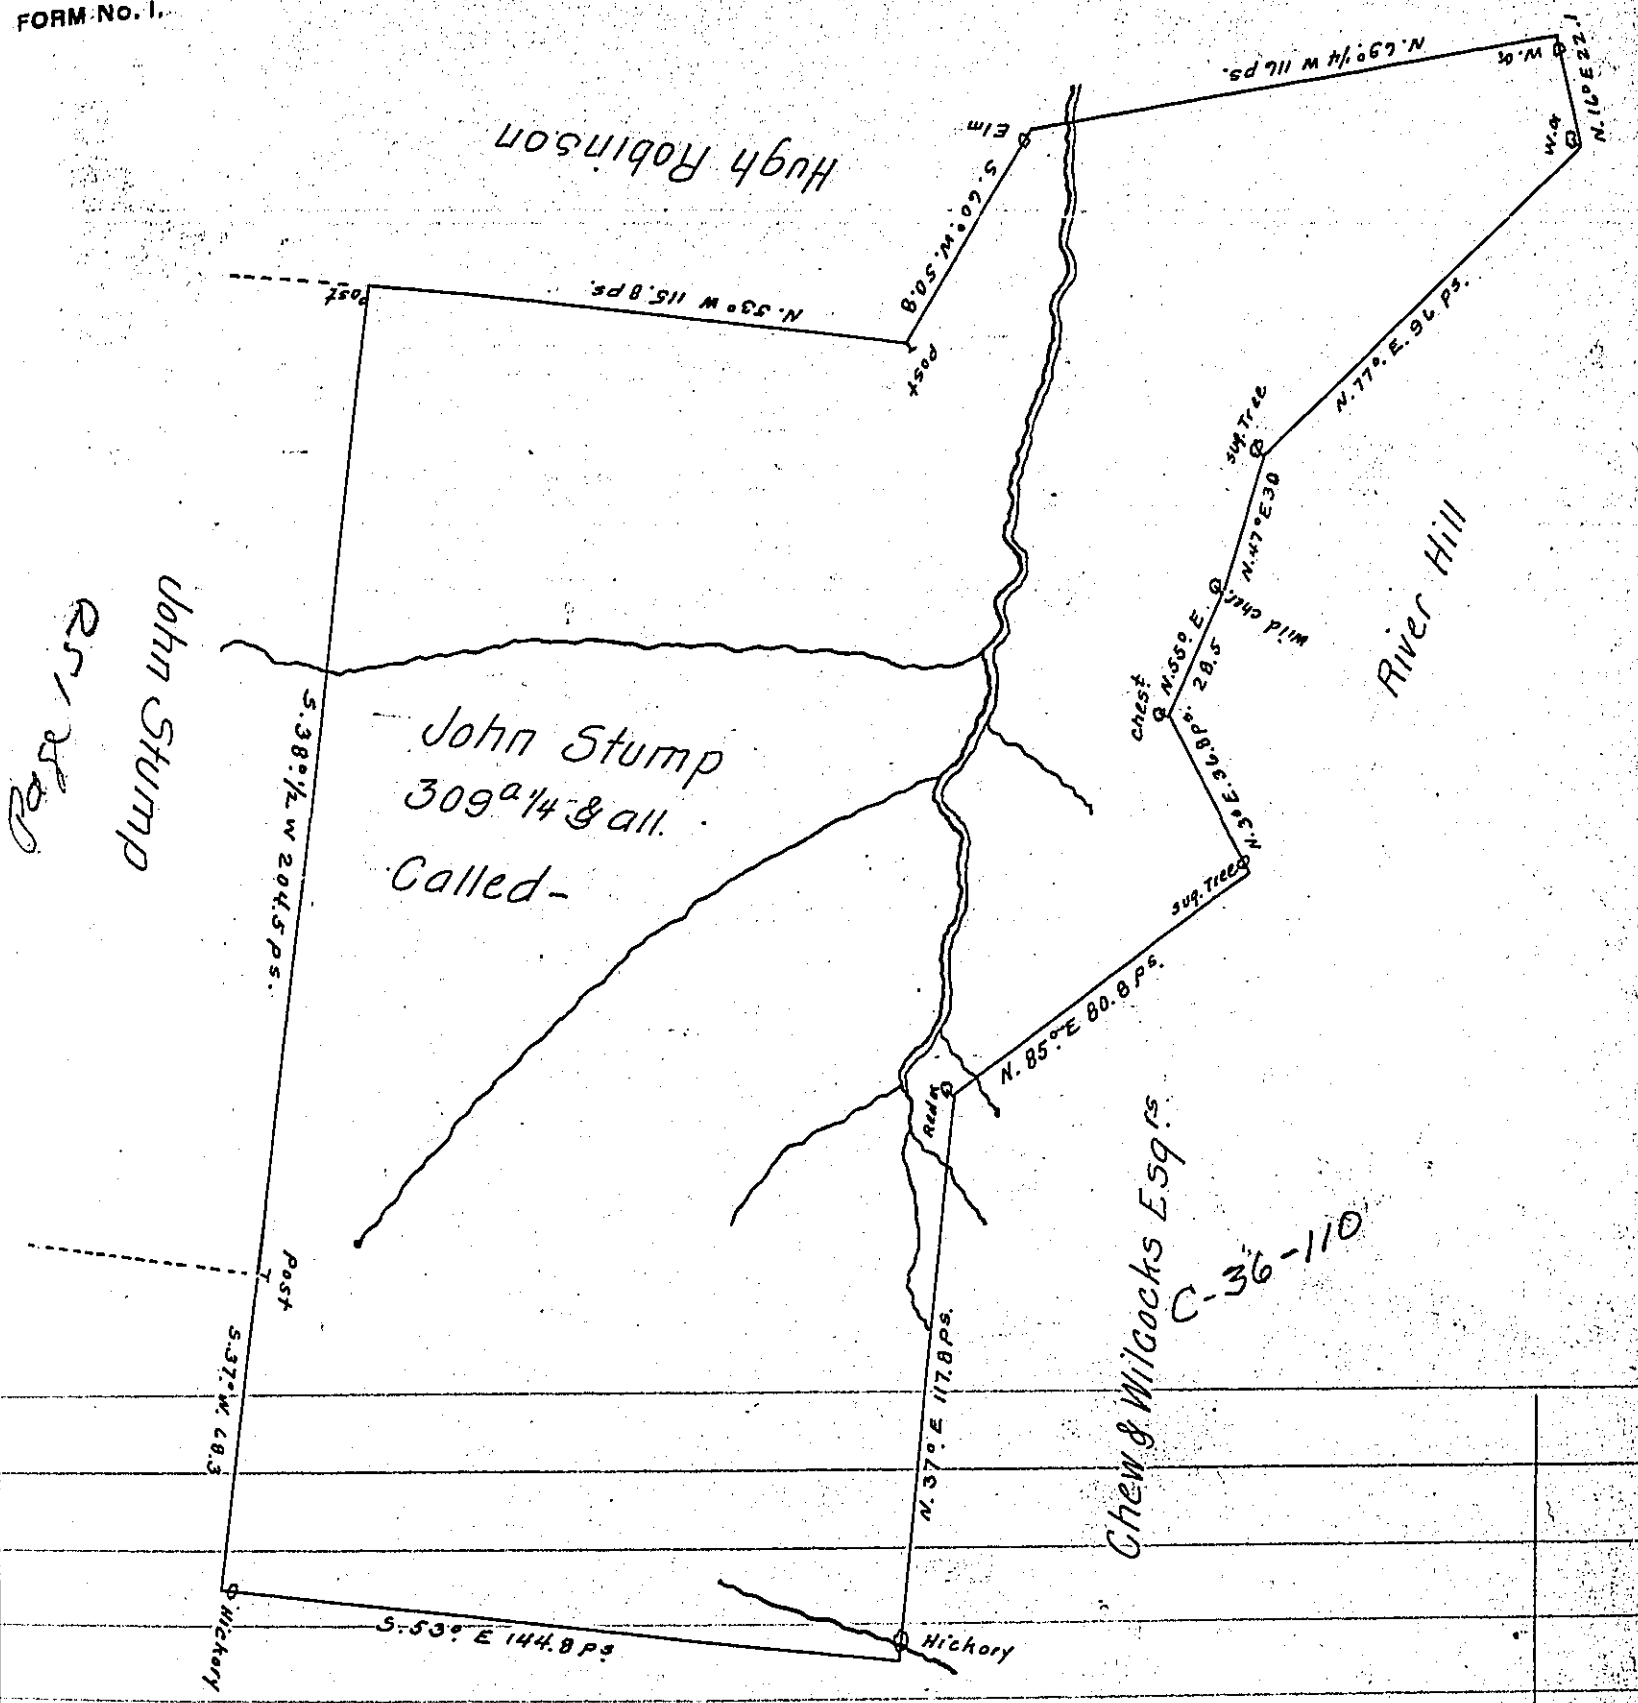 FORM No. 1.
Hugh Robinson
N. 69°1/4 W 116 ps.
W.O.
N. 16° E 22.1
W.O.
Elm
S. 60° W. 50.8
Post
N. 53° W 115.8 ps.
Post
N. 77° E. 96 ps.
Sug. Tree
N. 47° E 30
Wild cher.
N. 55° E.
28.5
Chest
N. 3° E. 36.8 ps.
Sug. Tree
N. 85° E 80.8 ps.
River Hill
John Stump
S. 38°1/2 W 204.5 ps.
John Stump
309a 1/4 & all.
Called -
Post
S. 37° W. 68.3
Hickory
S. 53° E 144.8 ps
Hickory
N. 37° E 117.8 ps.
Chew & Wilcocks Esqrs
C-36-110